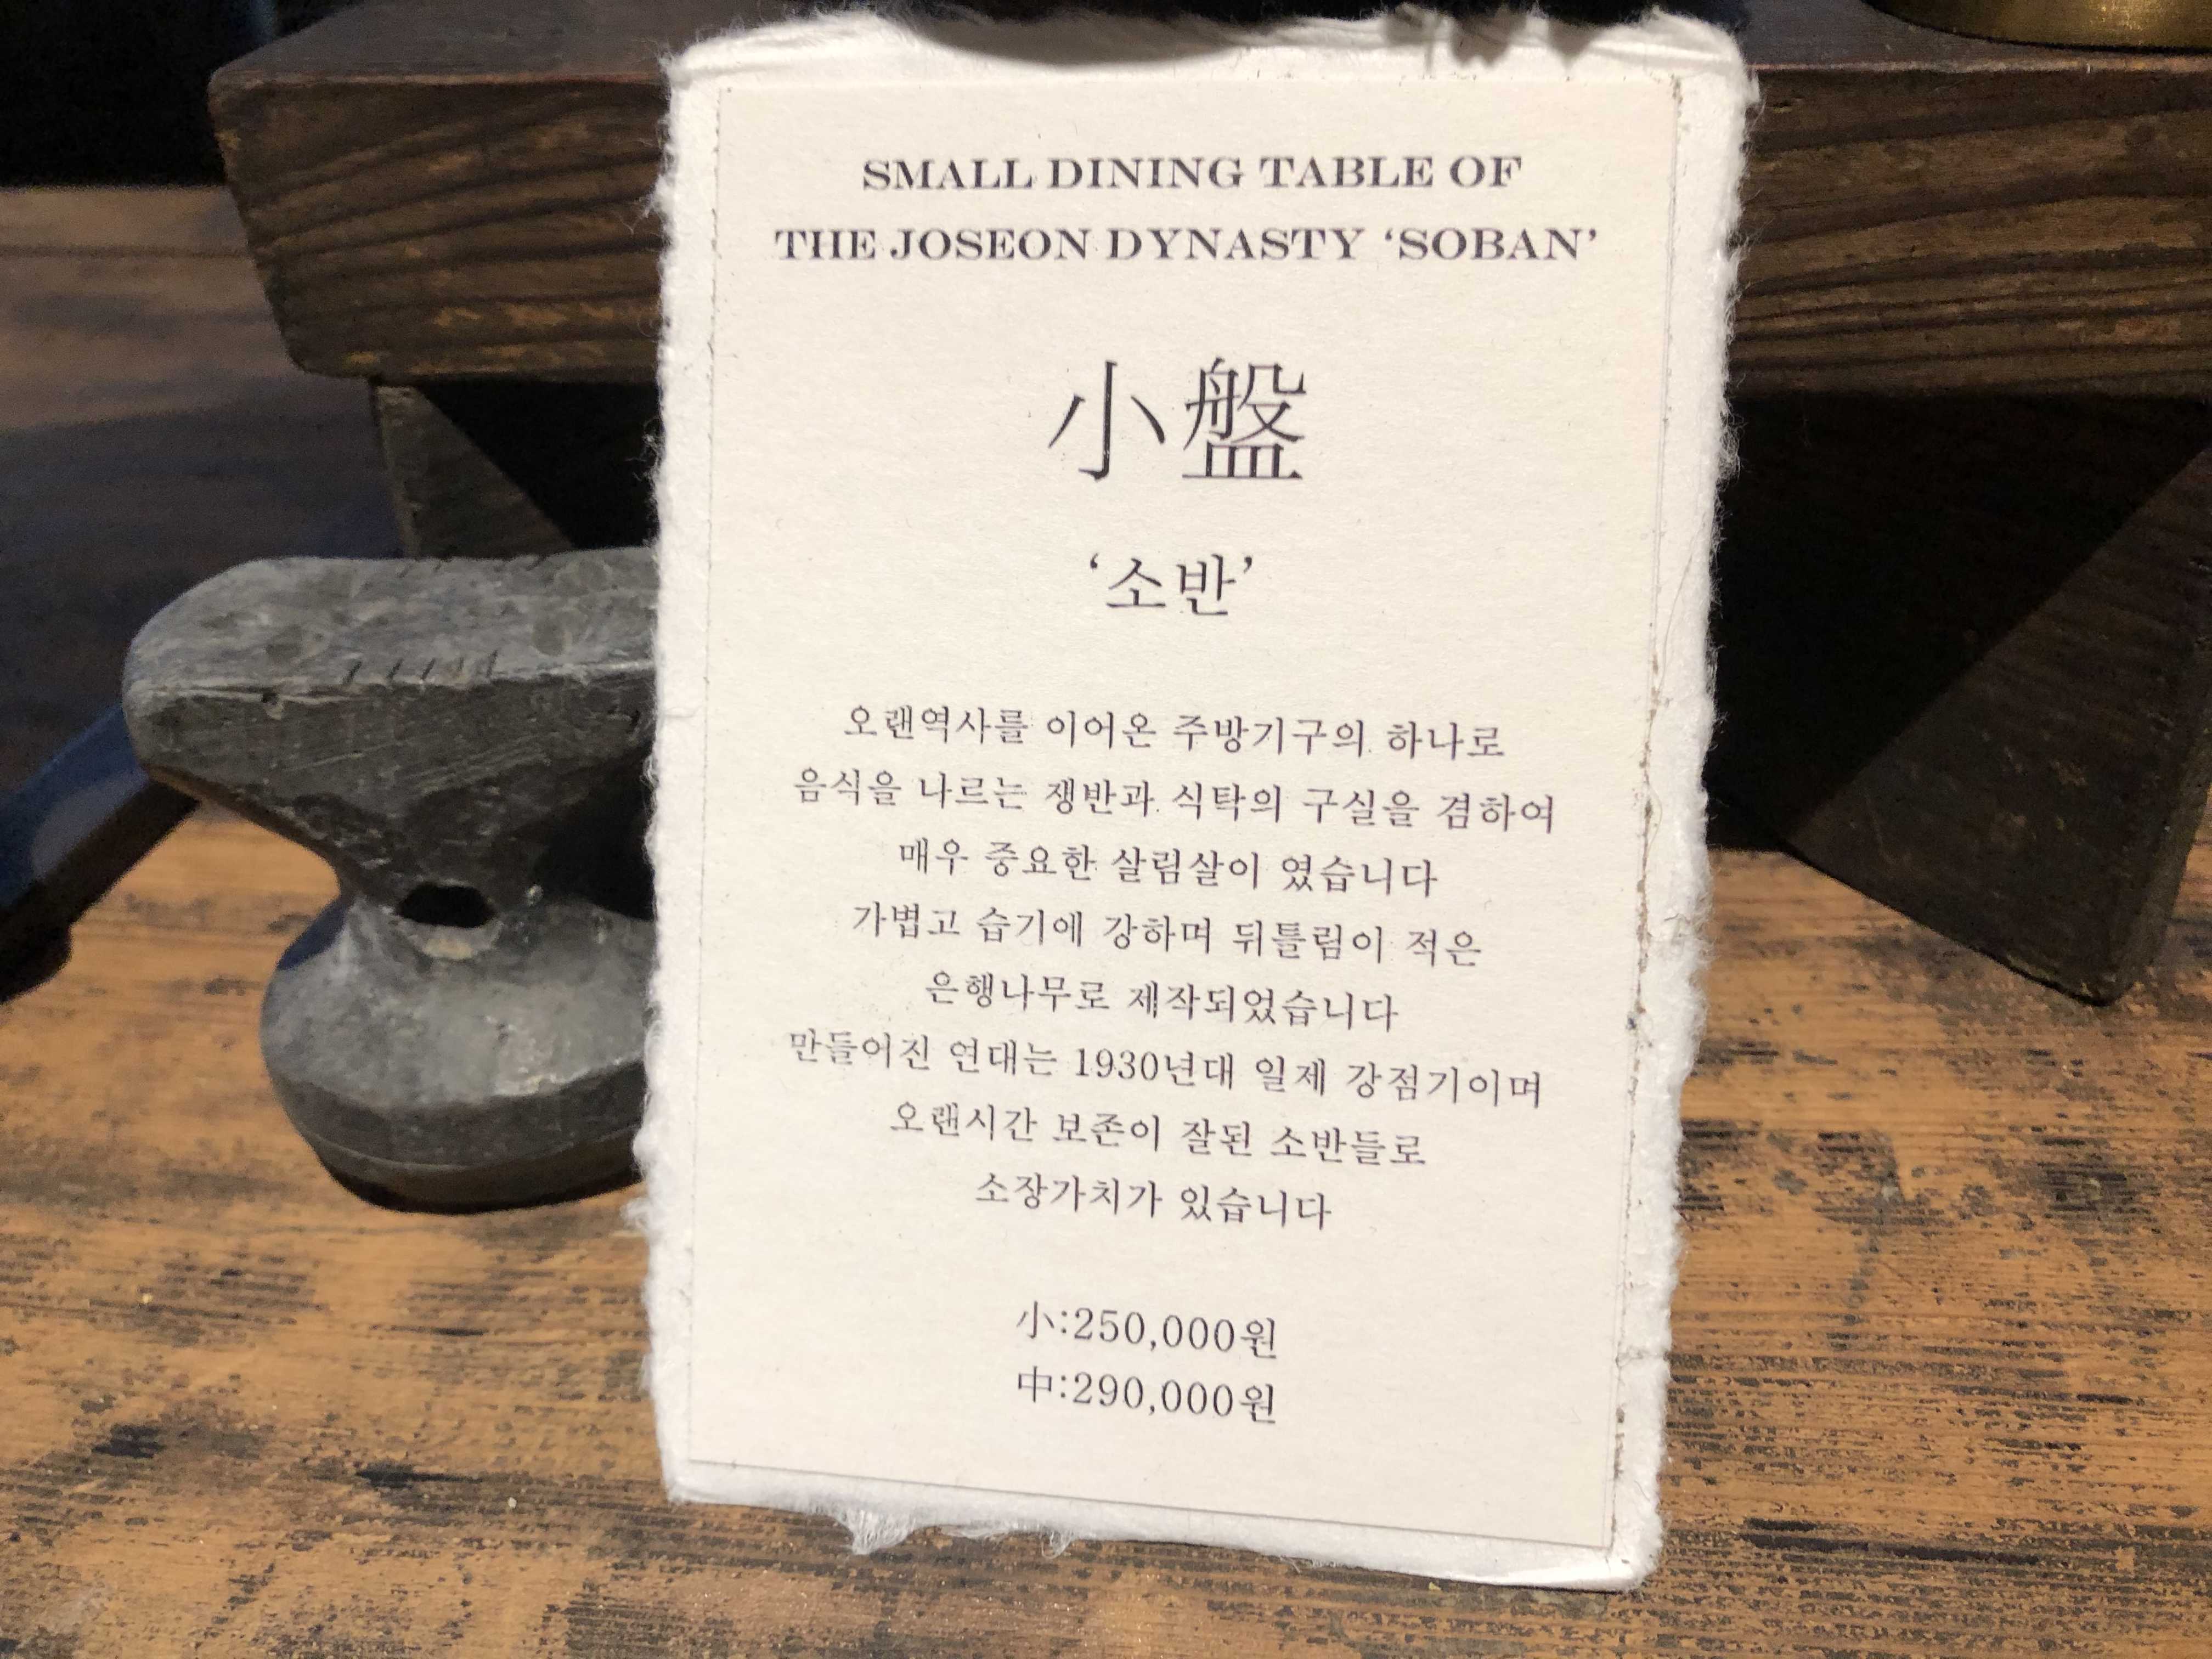 SMALL DINING TABLE OF
THE JOSEON DYNASTY ‘SOBAN’
小盤
‘소반’
오랜역사를 이어온 주방기구의 하나로
음식을 나르는 쟁반과 식탁의 구실을 겸하여
매우 중요한 살림살이 였습니다
가볍고 습기에 강하며 뒤틀림이 적은
은행나무로 제작되었습니다
만들어진 연대는 1930년대 일제 강점기이며
오랜시간 보존이 잘된 소반들로
소장가치가 있습니다
小:250,000원
中:290,000원